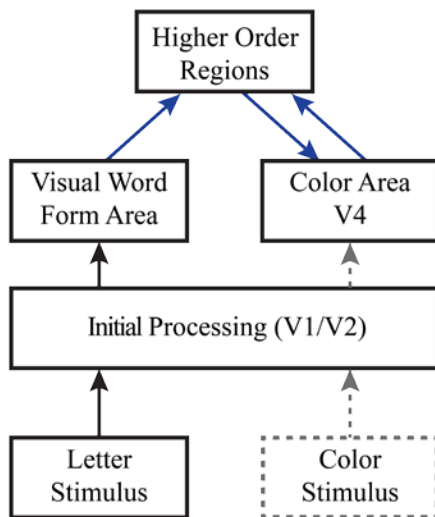 Higher Order
Regions
Visual Word
Form Area
Color Area
V4
Initial Processing (V1/V2)
Letter
Stimulus
Color
Stimulus